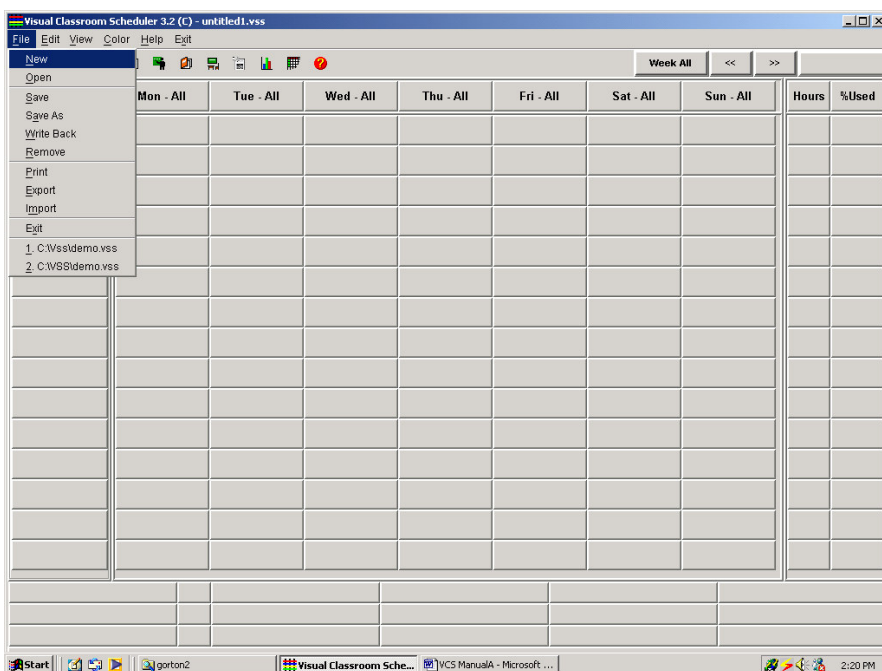 Visual Classroom Scheduler 3.2 (C) - untitled1.vss
File Edit View Color Help Exit
New
Open
Save
Save As
Write Back
Remove
Print
Export
Import
Exit
1. C:\Vss\demo.vss
2. C:\VSS\demo.vss
Week All << >>
Mon - All Tue - All Wed - All Thu - All Fri - All Sat - All Sun - All Hours %Used
Start gorton2 Visual Classroom Sche... VCS ManualA - Microsoft ... 2:20 PM